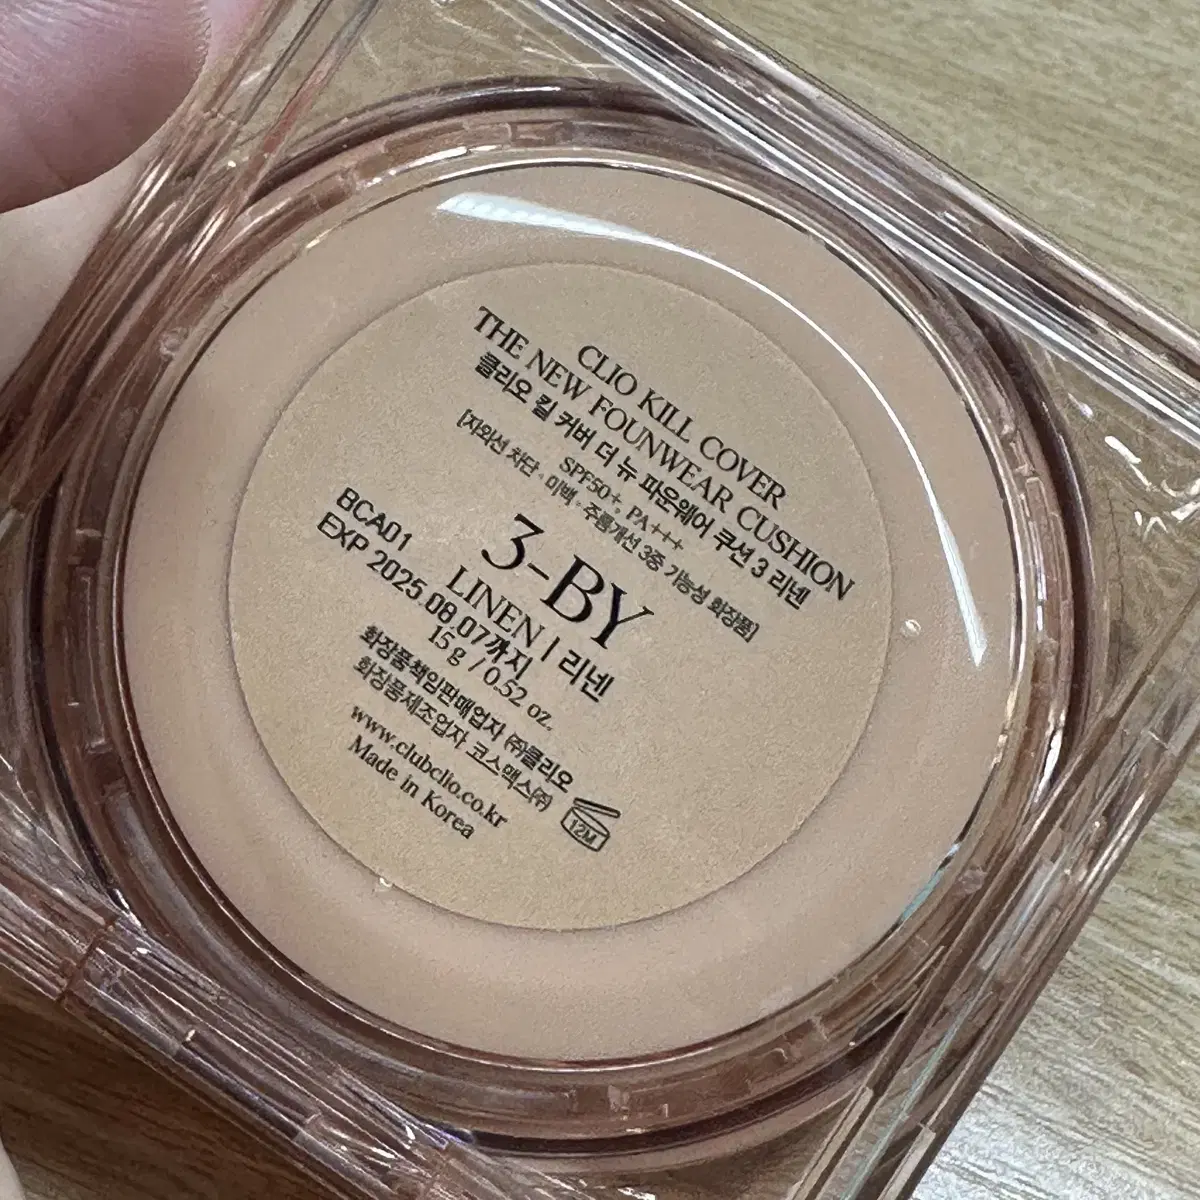 CLIO KILL COVER
THE NEW FOUNWEAR CUSHION
클리오 킬 커버 더 뉴 파운웨어 쿠션 3 리넨
SPF50+, PA+++
[자외선 차단·미백·주름개선 3중 기능성 화장품]
3-BY
LINEN | 리넨
BCA01
EXP 2025.08.07까지
15 g / 0.52 oz.
화장품책임판매업자 ㈜클리오
화장품제조업자 코스맥스㈜
www.clubclio.co.kr
Made in Korea
12M